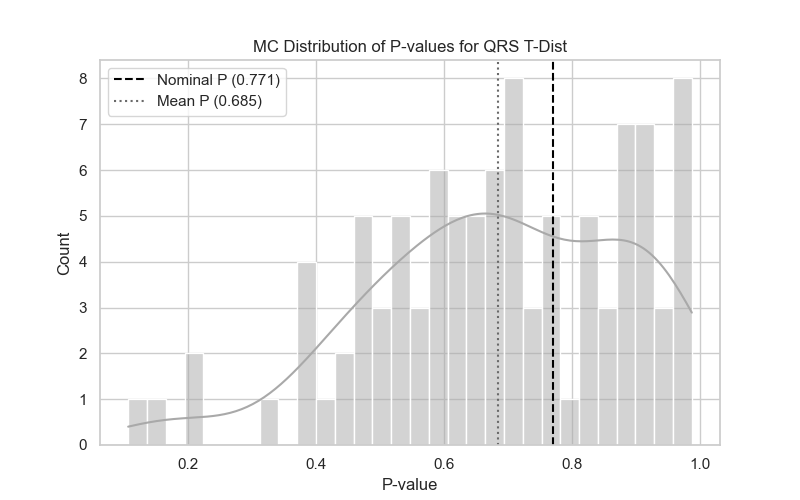 MC Distribution of P-values for QRS T-Dist
Nominal P (0.771)
Mean P (0.685)
8
7
6
5
4
3
2
1
0
Count
0.2 0.4 0.6 0.8 1.0
P-value